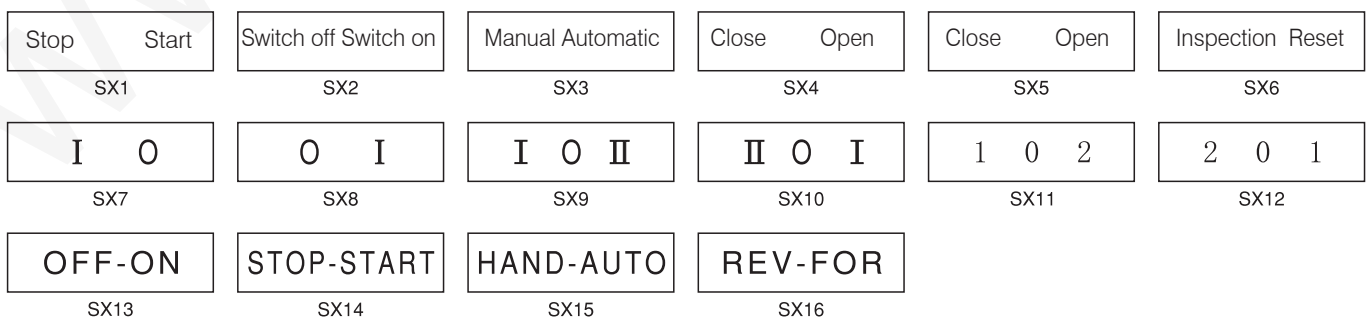 Stop Start Switch off Switch on Manual Automatic Close Open Close Open Inspection Reset
SX1 SX2 SX3 SX4 SX5 SX6
I O O I I O II II O I 1 0 2 2 0 1
SX7 SX8 SX9 SX10 SX11 SX12
OFF-ON STOP-START HAND-AUTO REV-FOR
SX13 SX14 SX15 SX16